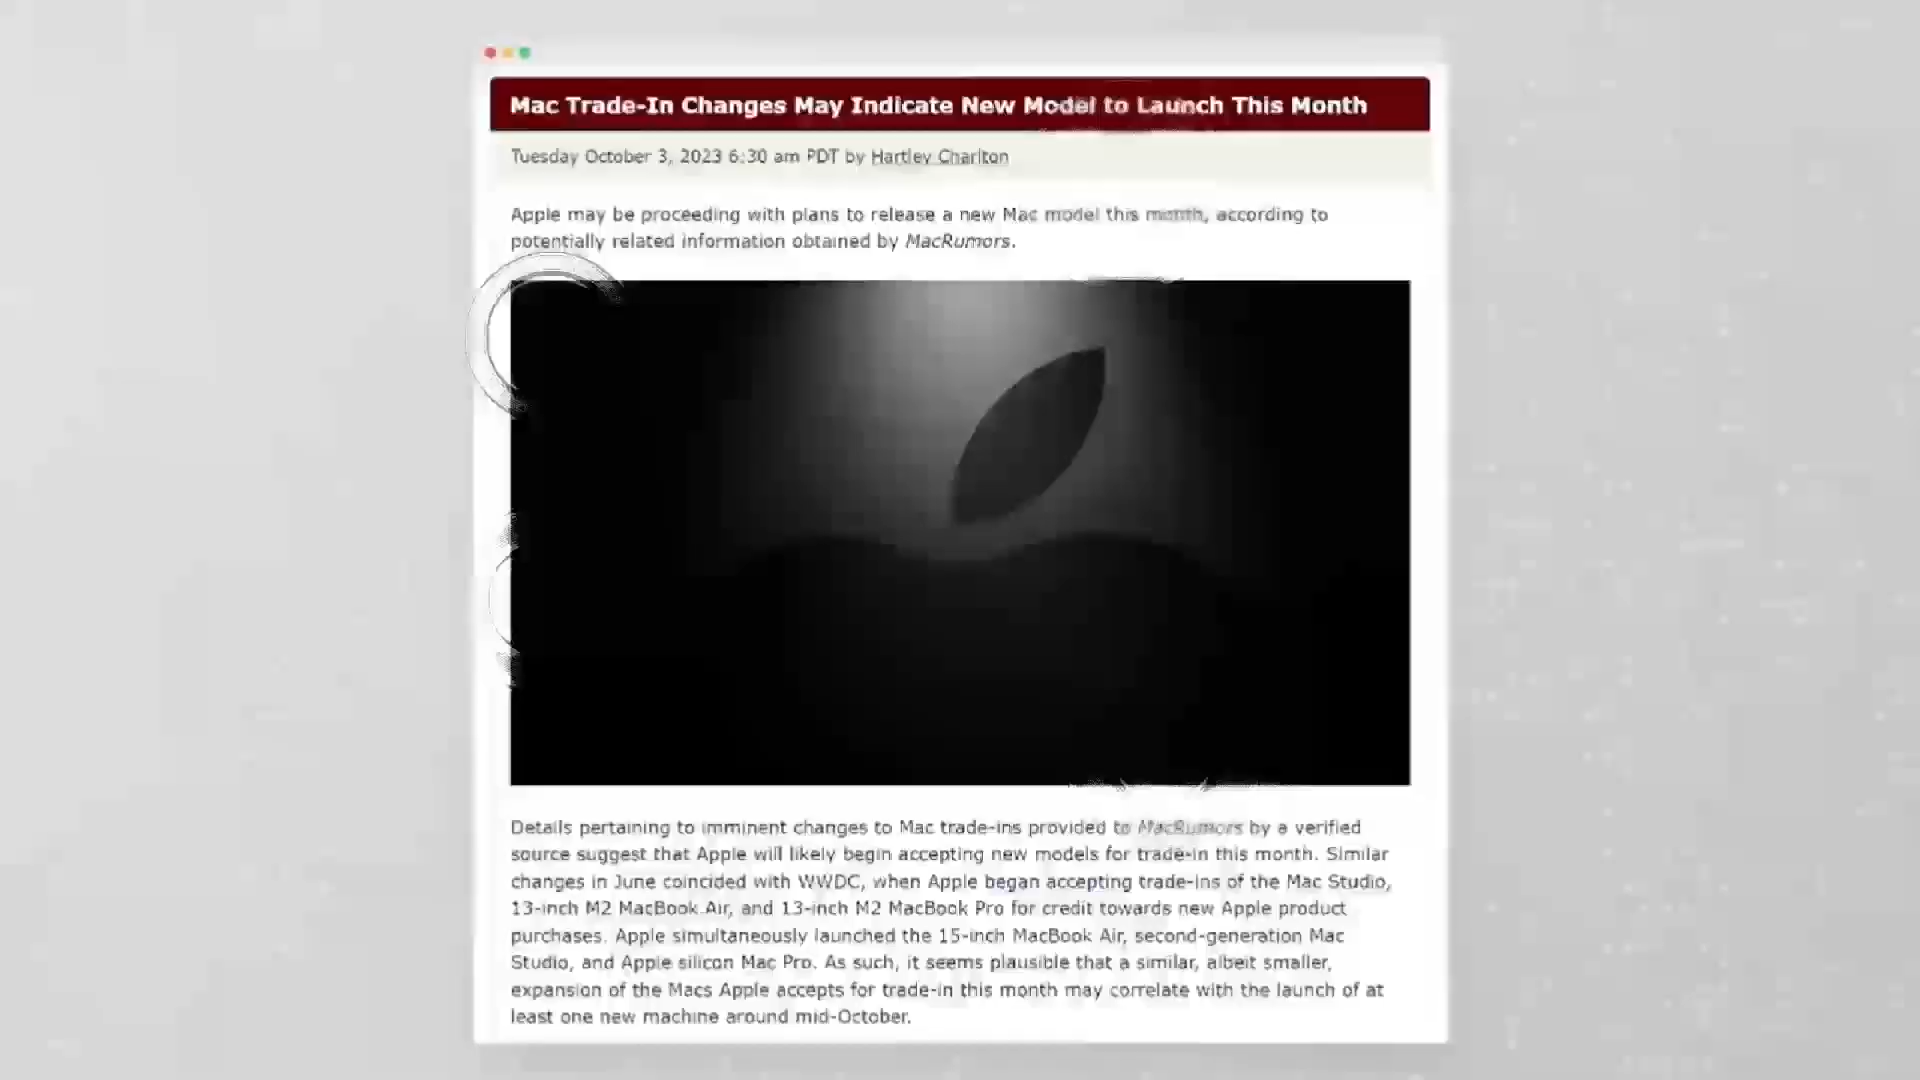 Mac Trade-In Changes May Indicate New Model to Launch This Month
Tuesday October 3, 2023 6:30 am PDT by Hartley Charlton
Apple may be proceeding with plans to release a new Mac model this month, according to
potentially related information obtained by MacRumors.
Details pertaining to imminent changes to Mac trade-ins provided to MacRumors by a verified
source suggest that Apple will likely begin accepting new models for trade-in this month. Similar
changes in June coincided with WWDC, when Apple began accepting trade-ins of the Mac Studio,
13-inch M2 MacBook Air, and 13-inch M2 MacBook Pro for credit towards new Apple product
purchases. Apple simultaneously launched the 15-inch MacBook Air, second-generation Mac
Studio, and Apple silicon Mac Pro. As such, it seems plausible that a similar, albeit smaller,
expansion of the Macs Apple accepts for trade-in this month may correlate with the launch of at
least one new machine around mid-October.